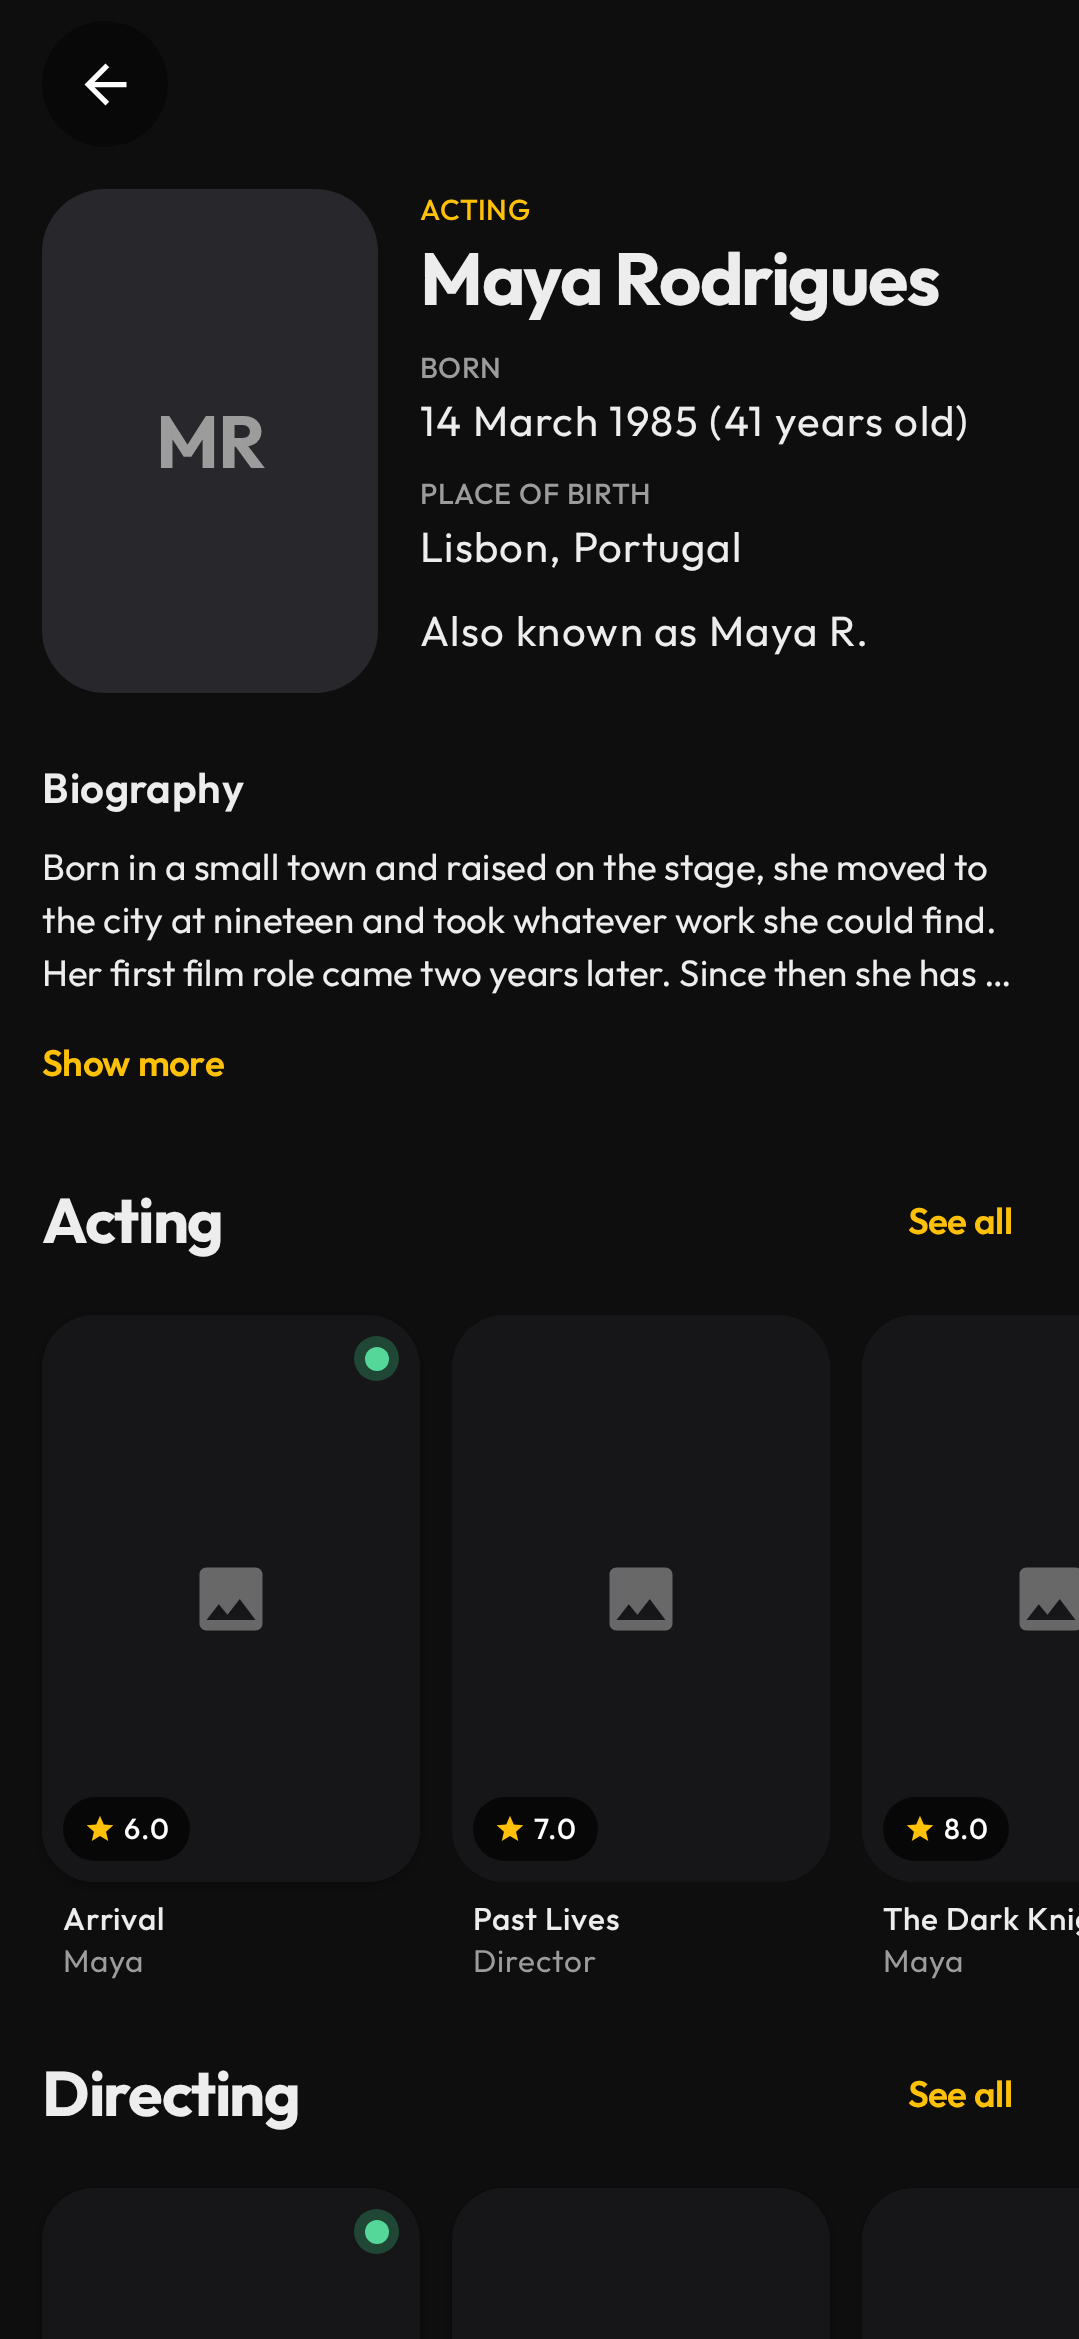 ACTING
Maya Rodrigues
BORN
14 March 1985 (41 years old)
PLACE OF BIRTH
Lisbon, Portugal
Also known as Maya R.
MR
Biography
Born in a small town and raised on the stage, she moved to
the city at nineteen and took whatever work she could find.
Her first film role came two years later. Since then she has ...
Show more
Acting
See all
6.0
7.0
8.0
Arrival
Maya
Past Lives
Director
The Dark
Maya
Directing
See all